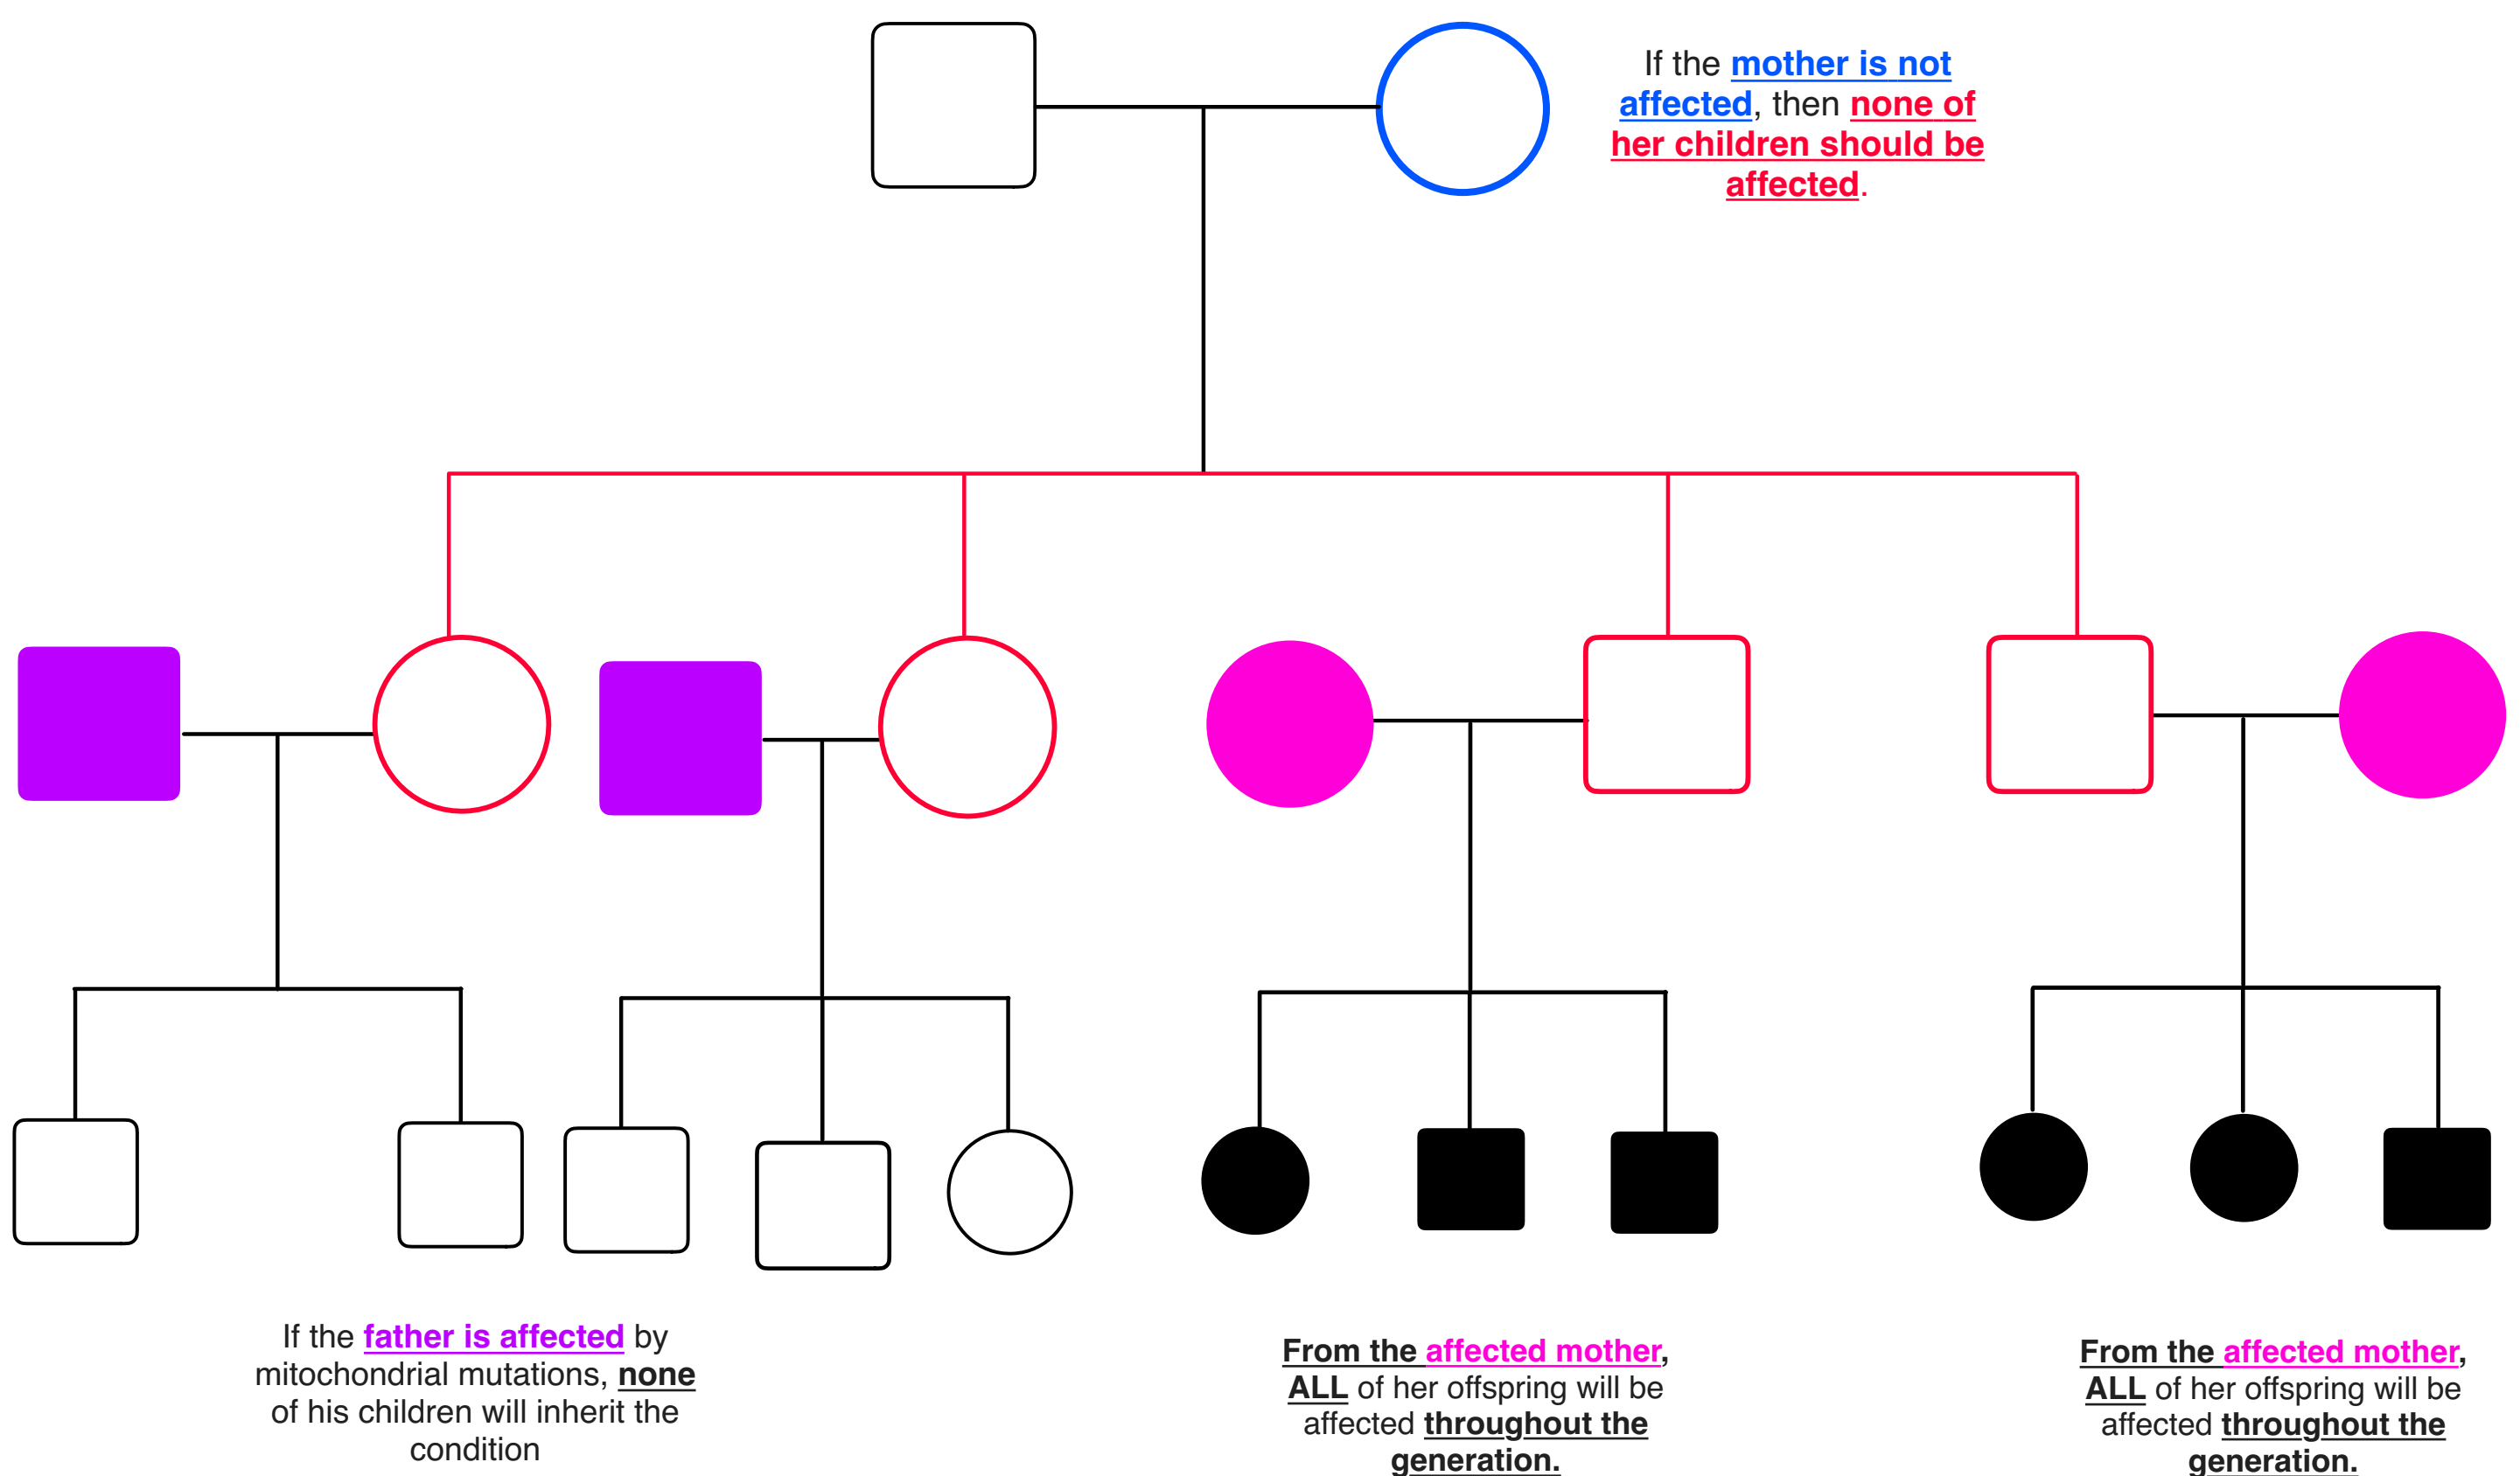 If the mother is not
affected, then none of
her children should be
affected.
If the father is affected by
mitochondrial mutations, none
of his children will inherit the
condition
From the affected mother,
ALL of her offspring will be
affected throughout the
generation.
From the affected mother,
ALL of her offspring will be
affected throughout the
generation.